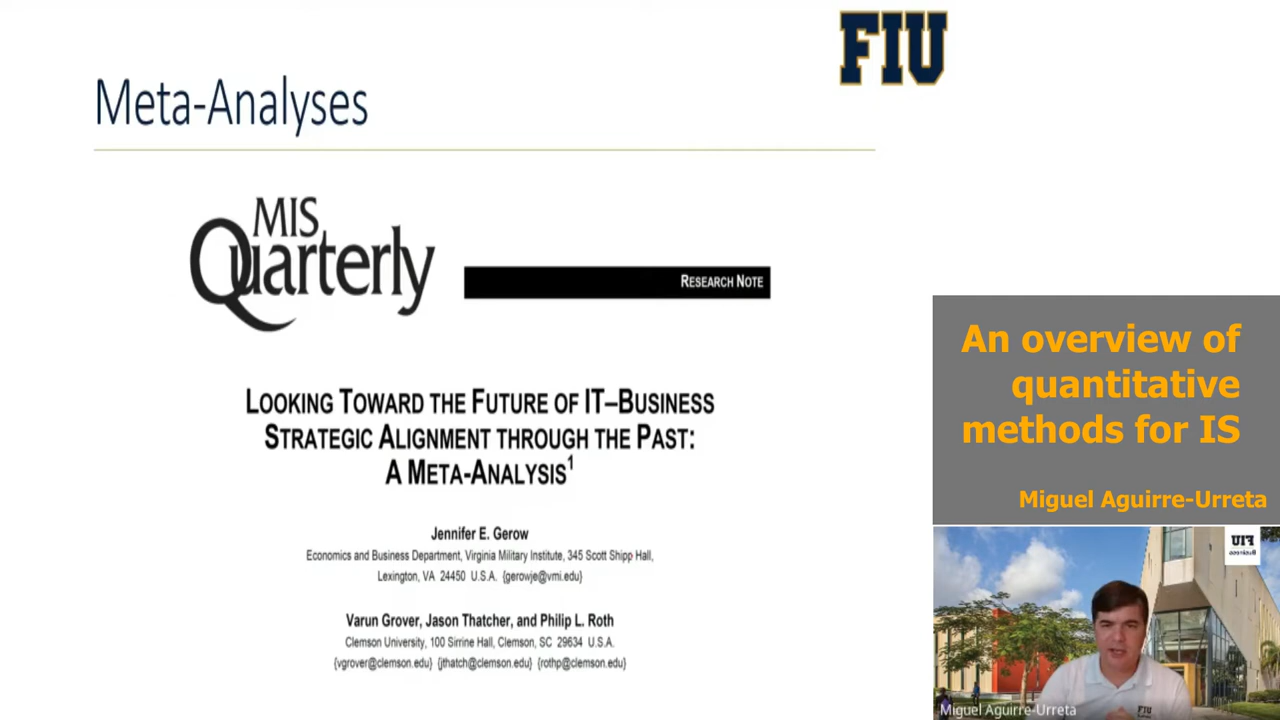 FIU
Meta-Analyses
MIS
Quarterly
RESEARCH NOTE
LOOKING TOWARD THE FUTURE OF IT–BUSINESS
STRATEGIC ALIGNMENT THROUGH THE PAST:
A META-ANALYSIS1
Jennifer E. Gerow
Economics and Business Department, Virginia Military Institute, 345 Scott Shipp Hall,
Lexington, VA 24450 U.S.A. {gerowje@vmi.edu}
Varun Grover, Jason Thatcher, and Philip L. Roth
Clemson University, 100 Sirrine Hall, Clemson, SC 29634 U.S.A.
{vgrover@clemson.edu} {jthatch@clemson.edu} {rothp@clemson.edu}
An overview of
quantitative
methods for IS
Miguel Aguirre-Urreta
FIU
Business
FIU
Miguel Aguirre-Urreta